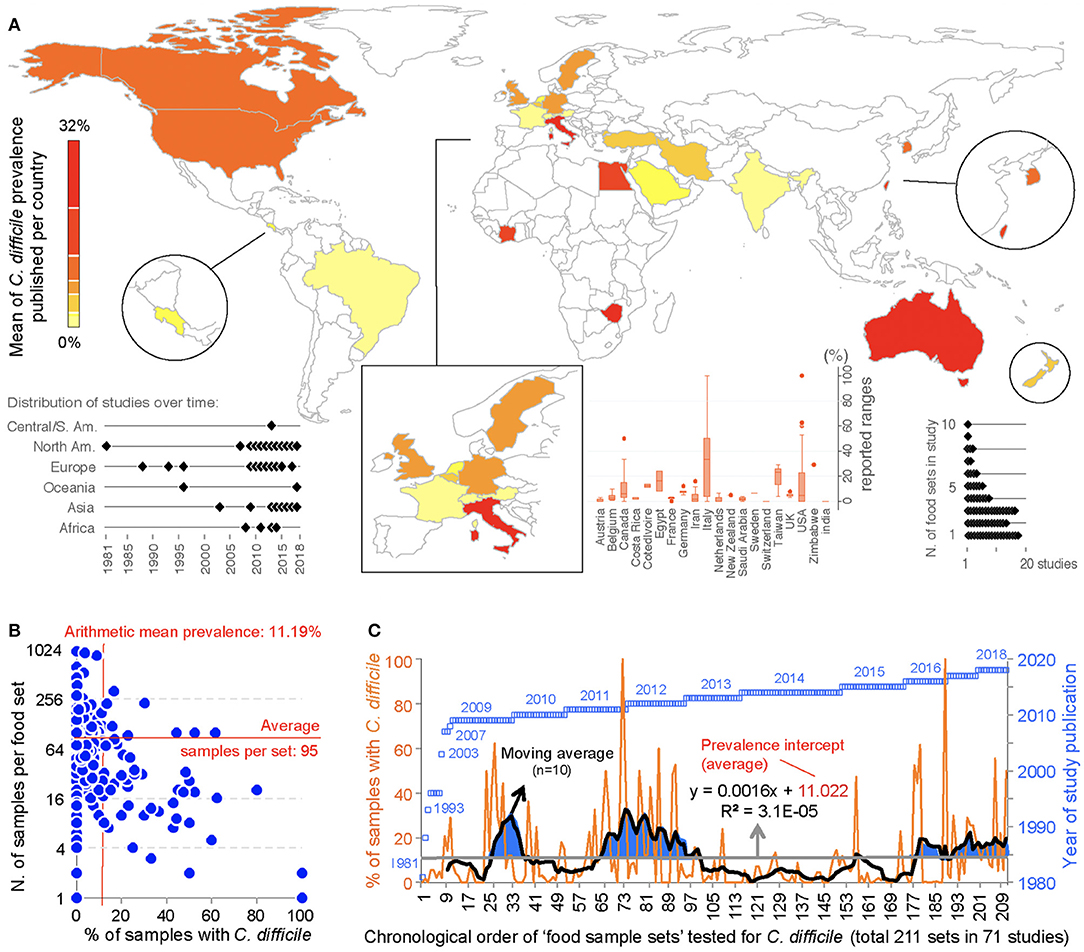 A
32%
Mean of C. difficile prevalence
published per country
0%
Distribution of studies over time:
Central/S. Am.
North Am.
Europe
Oceania
Asia
Africa
1981
1985
1990
1995
2000
2005
2010
2015
2018
(%)
100
80
60
40
20
0
reported ranges
Austria
Belgium
Canada
Costa Rica
Cotedivoire
Egypt
France
Germany
Iran
Italy
Netherlands
New Zealand
Saudi Arabia
Sweden
Switzerland
Taiwan
UK
USA
Zimbabwe
india
N. of food sets in study
10
5
1
1
20 studies
B
Arithmetic mean prevalence: 11.19%
1024
256
64
16
4
1
N. of samples per food set
Average
samples per set: 95
0
20
40
60
80
100
% of samples with C. difficile
C
% of samples with C. difficile
100
80
60
40
20
0
1981
1993
2003
2007
2009
2010
2011
2012
2013
2014
2015
2016
2018
Moving average
(n=10)
Prevalence intercept
(average)
y = 0.0016x + 11.022
R² = 3.1E-05
2020
2010
2000
1990
1980
Year of study publication
1
9
17
25
33
41
49
57
65
73
81
89
97
105
113
121
129
137
145
153
161
169
177
185
193
201
209
Chronological order of ‘food sample sets’ tested for C. difficile (total 211 sets in 71 studies)